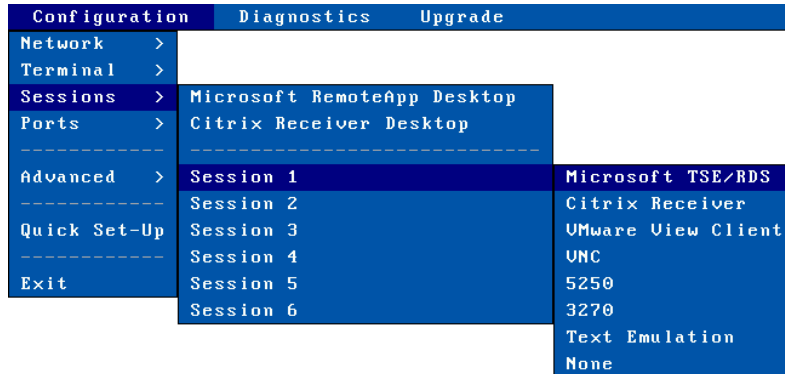 Configuration Diagnostics Upgrade
Network >
Terminal >
Sessions >
Ports >
------------
Advanced >
------------
Quick Set-Up
------------
Exit
Microsoft RemoteApp Desktop
Citrix Receiver Desktop
------------------------------
Session 1
Session 2
Session 3
Session 4
Session 5
Session 6
Microsoft TSE/RDS
Citrix Receiver
VMware View Client
VNC
5250
3270
Text Emulation
None